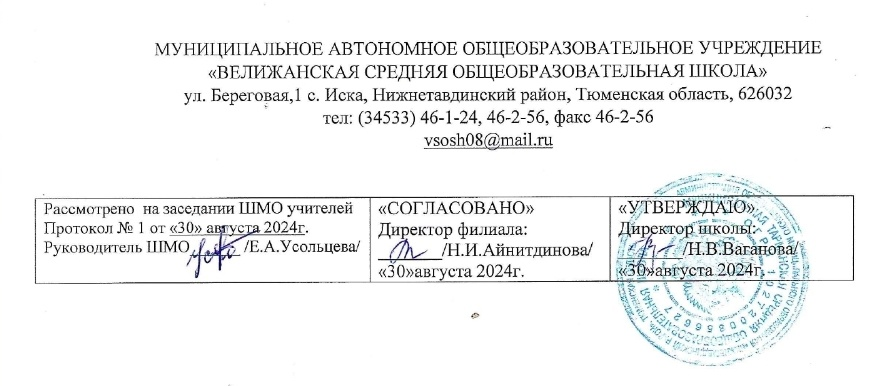 МУНИЦИПАЛЬНОЕ АВТОНОМНОЕ ОБЩЕОБРАЗОВАТЕЛЬНОЕ УЧРЕЖДЕНИЕ
«ВЕЛИЖАНСКАЯ СРЕДНЯЯ ОБЩЕОБРАЗОВАТЕЛЬНАЯ ШКОЛА»
ул. Береговая,1 с. Иска, Нижнетавдинский район, Тюменская область, 626032
тел: (34533) 46-1-24, 46-2-56, факс 46-2-56
vsosh08@mail.ru
Рассмотрено на заседании ШМО учителей
Протокол № 1 от «30» августа 2024г.
Руководитель ШМО /Е.А.Усольцева/
«СОГЛАСОВАНО»
Директор филиала:
/Н.И.Айнитдинова/
«30»августа 2024г.
«УТВЕРЖДАЮ»
Директор школы:
/Н.В.Ваганова/
«30»августа 2024г.